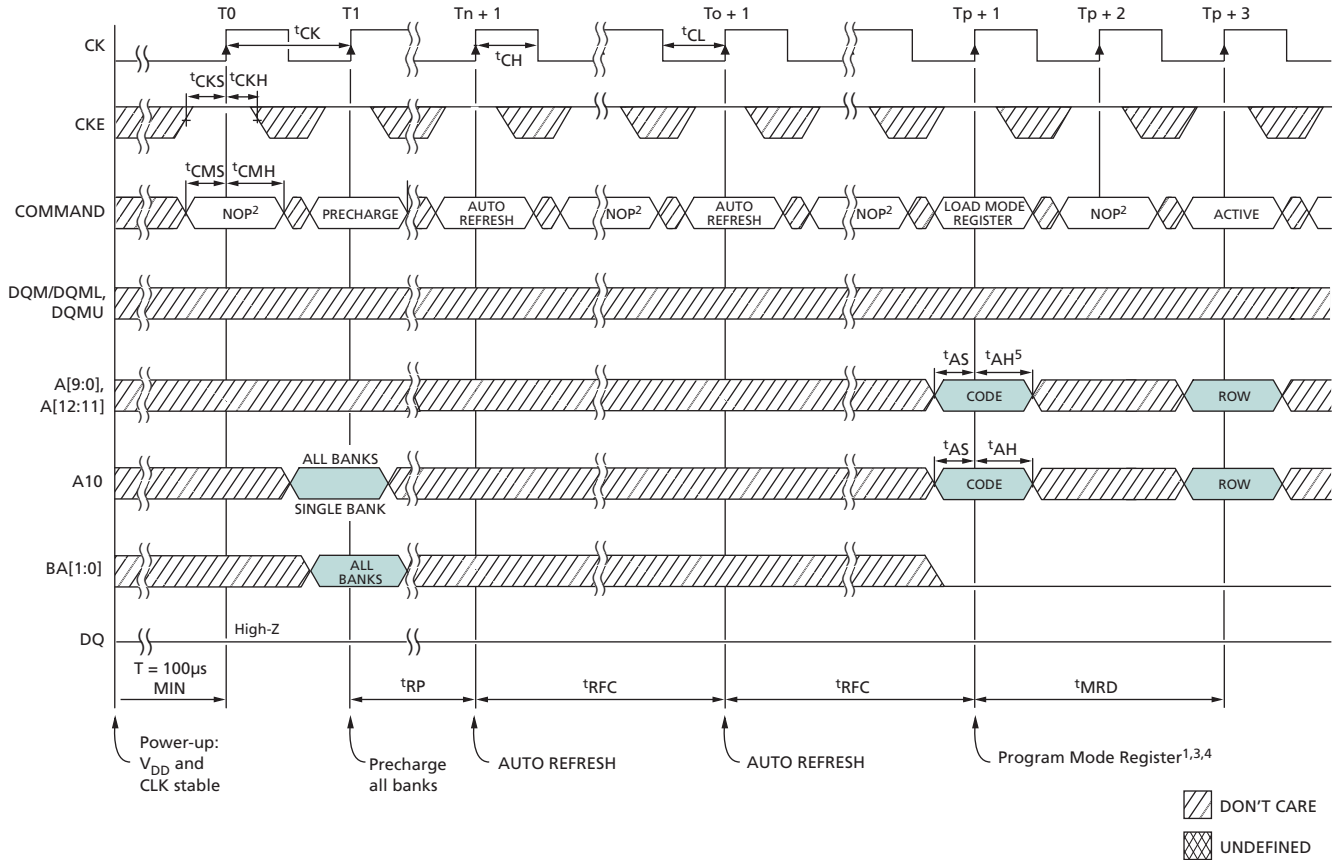 T0 T1 Tn + 1 To + 1 Tp + 1 Tp + 2 Tp + 3
CK
tCK
tCH
tCL
tCKS tCKH
CKE
tCMS tCMH
COMMAND
NOP2 PRECHARGE AUTO REFRESH NOP2 AUTO REFRESH NOP2 LOAD MODE REGISTER NOP2 ACTIVE
DQM/DQML,
DQMU
tAS tAH5
A[9:0],
A[12:11]
CODE ROW
ALL BANKS
tAS tAH
A10
CODE ROW
SINGLE BANK
BA[1:0]
ALL
BANKS
High-Z
DQ
T = 100µs
MIN
tRP tRFC tRFC tMRD
Power-up:
VDD and
CLK stable
Precharge
all banks
AUTO REFRESH
AUTO REFRESH
Program Mode Register1,3,4
DON'T CARE
UNDEFINED